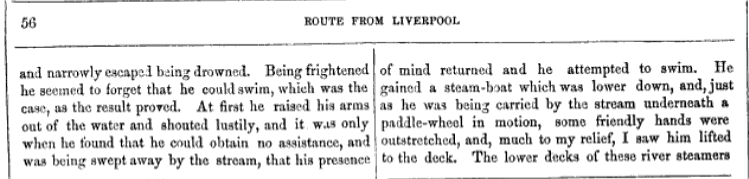 56
ROUTE FROM LIVERPOOL
and narrowly escaped being drowned. Being frightened
he seemed to forget that he could swim, which was the
case, as the result proved. At first he raised his arms
out of the water and shouted lustily, and it was only
when he found that he could obtain no assistance, and
was being swept away by the stream, that his presence
of mind returned and he attempted to swim. He
gained a steam-boat which was lower down, and, just
as he was being carried by the stream underneath a
paddle-wheel in motion, some friendly hands were
outstretched, and, much to my relief, I saw him lifted
to the deck. The lower decks of these river steamers